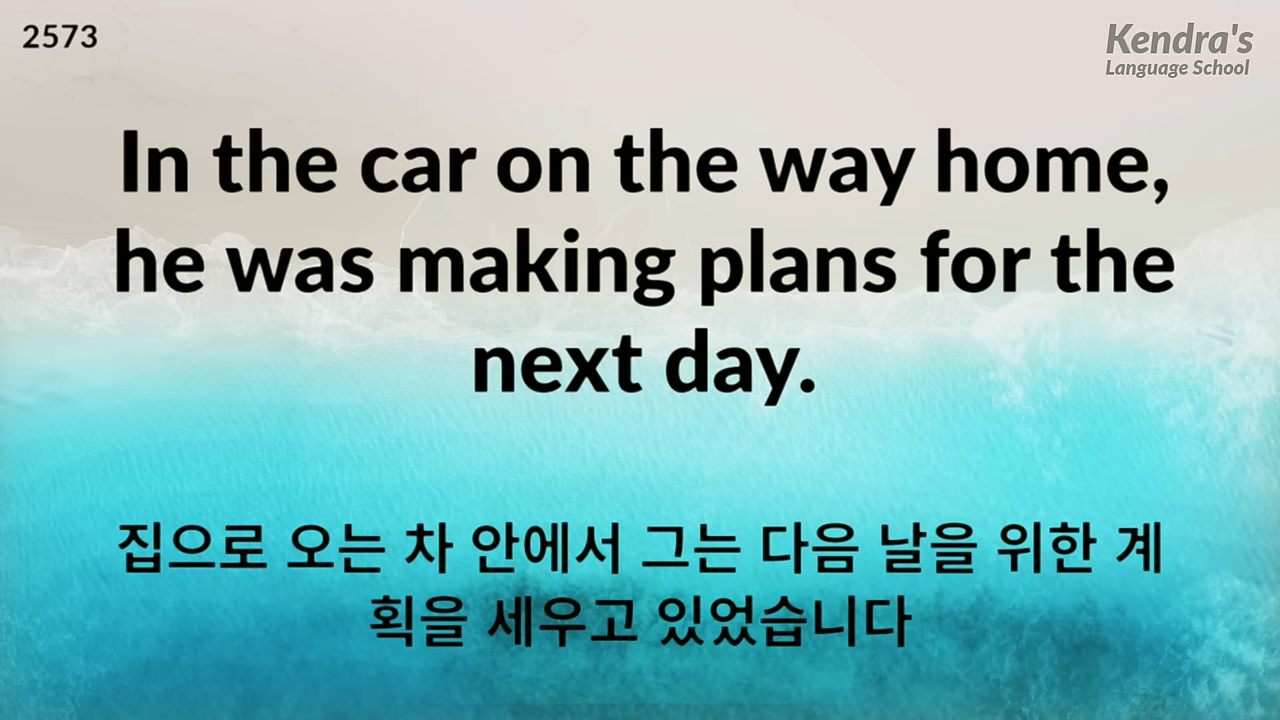 2573
Kendra's
Language School
In the car on the way home,
he was making plans for the
next day.
집으로 오는 차 안에서 그는 다음 날을 위한 계
획을 세우고 있었습니다